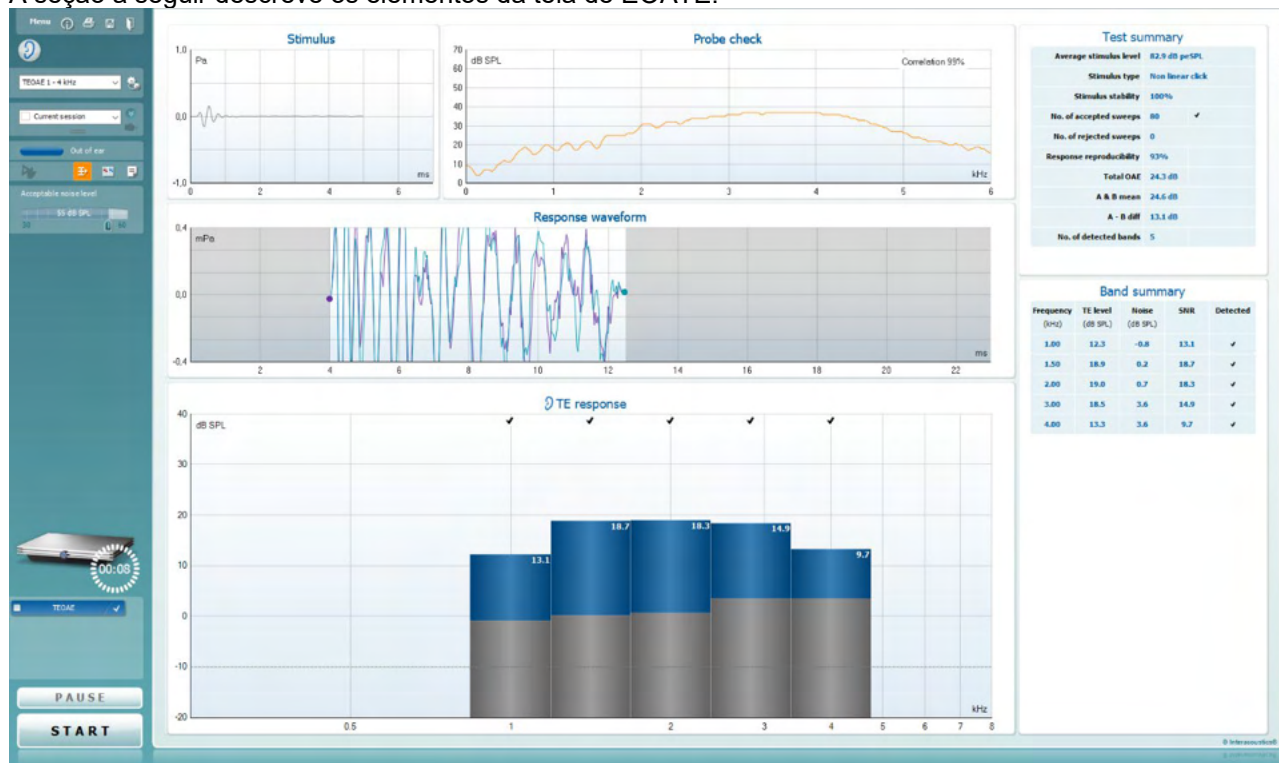 A seção a seguir descreve os elementos da tela do ECATE.
Menu
TEOAE 1 - 4 kHz
Current session
Out of ear
Acceptable noise level
55 dB SPL
PAUSE
START
00:08
TEOAE
Stimulus
1,0
Pa
0,0
-1,0
0 2 4 6
ms
Probe check
70
dB SPL
Correlation 99%
60
50
40
30
20
10
0
kHz
0 1 2 3 4 5 6
Response waveform
0,4
mPa
0,0
-0,4
ms
2 4 6 8 10 12 14 16 18 20 22
TE response
40
dB SPL
30
20
10
0
-10
-20
13.1 18.7 18.3 14.9 9.7
kHz
0.5 1 2 3 4 5 6 7 8
Test summary
Average stimulus level 82.9 dB peSPL
Stimulus type Non linear click
Stimulus stability 100%
No. of accepted sweeps 80 ✔
No. of rejected sweeps 0
Response reproducibility 93%
Total OAE 24.3 dB
A & B mean 24.6 dB
A - B diff 13.1 dB
No. of detected bands 5
Band summary
Frequency TE level Noise SNR Detected
(kHz) (dB SPL) (dB SPL)
1.00 12.3 -0.8 13.1 ✔
1.50 18.9 0.2 18.7 ✔
2.00 19.0 0.7 18.3 ✔
3.00 18.5 3.6 14.9 ✔
4.00 13.3 3.6 9.7 ✔